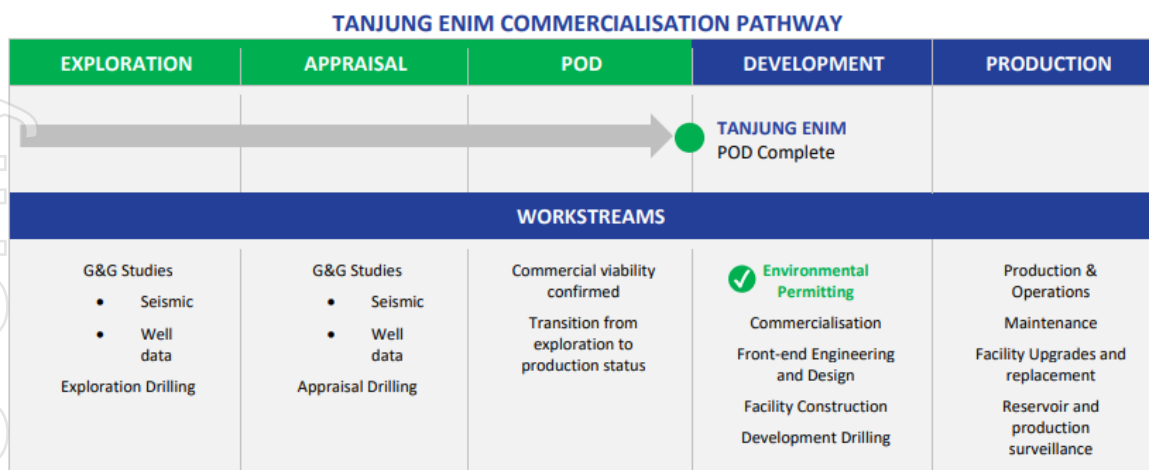 TANJUNG ENIM COMMERCIALISATION PATHWAY
EXPLORATION
APPRAISAL
POD
DEVELOPMENT
PRODUCTION
TANJUNG ENIM
POD Complete
WORKSTREAMS
G&G Studies
• Seismic
• Well
data
Exploration Drilling
G&G Studies
• Seismic
• Well
data
Appraisal Drilling
Commercial viability
confirmed
Transition from
exploration to
production status
Environmental
Permitting
Commercialisation
Front-end Engineering
and Design
Facility Construction
Development Drilling
Production &
Operations
Maintenance
Facility Upgrades and
replacement
Reservoir and
production
surveillance